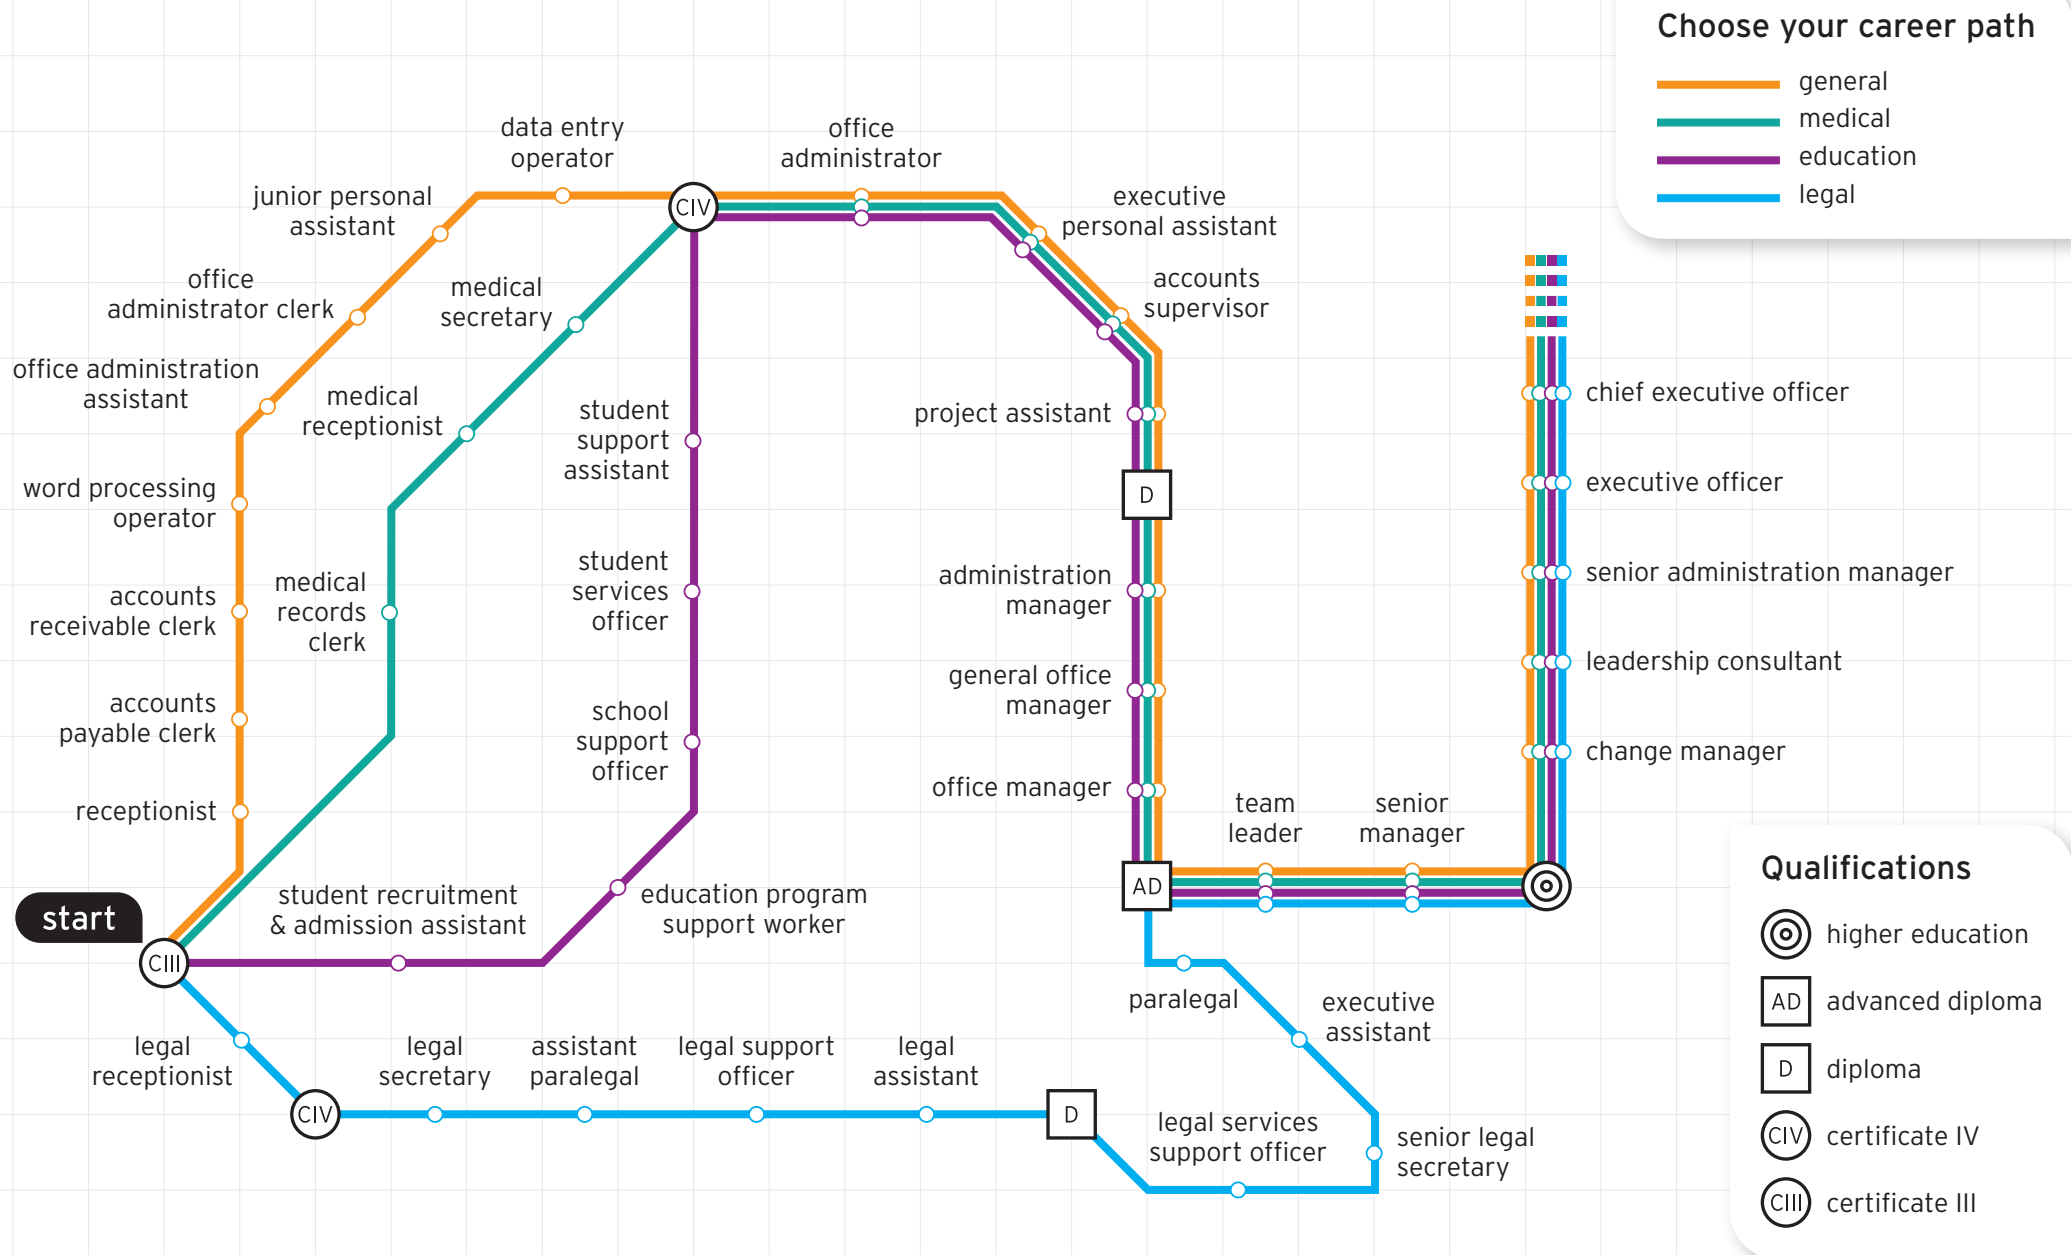 Choose your career path
general
medical
education
legal
data entry
operator
office
administrator
junior personal
assistant
executive
personal assistant
CIV
office
administrator clerk
medical
secretary
accounts
supervisor
office administration
assistant
medical
receptionist
student
support
assistant
project assistant
chief executive officer
word processing
operator
D
executive officer
accounts
receivable clerk
medical
records
clerk
student
services
officer
administration
manager
senior administration manager
accounts
payable clerk
school
support
officer
general office
manager
leadership consultant
change manager
receptionist
office manager
team
leader
senior
manager
start
CIII
student recruitment
& admission assistant
education program
support worker
AD
legal
receptionist
CIV
legal
secretary
assistant
paralegal
legal support
officer
legal
assistant
D
paralegal
executive
assistant
legal services
support officer
senior legal
secretary
Qualifications
higher education
AD
advanced diploma
D
diploma
CIV
certificate IV
CIII
certificate III